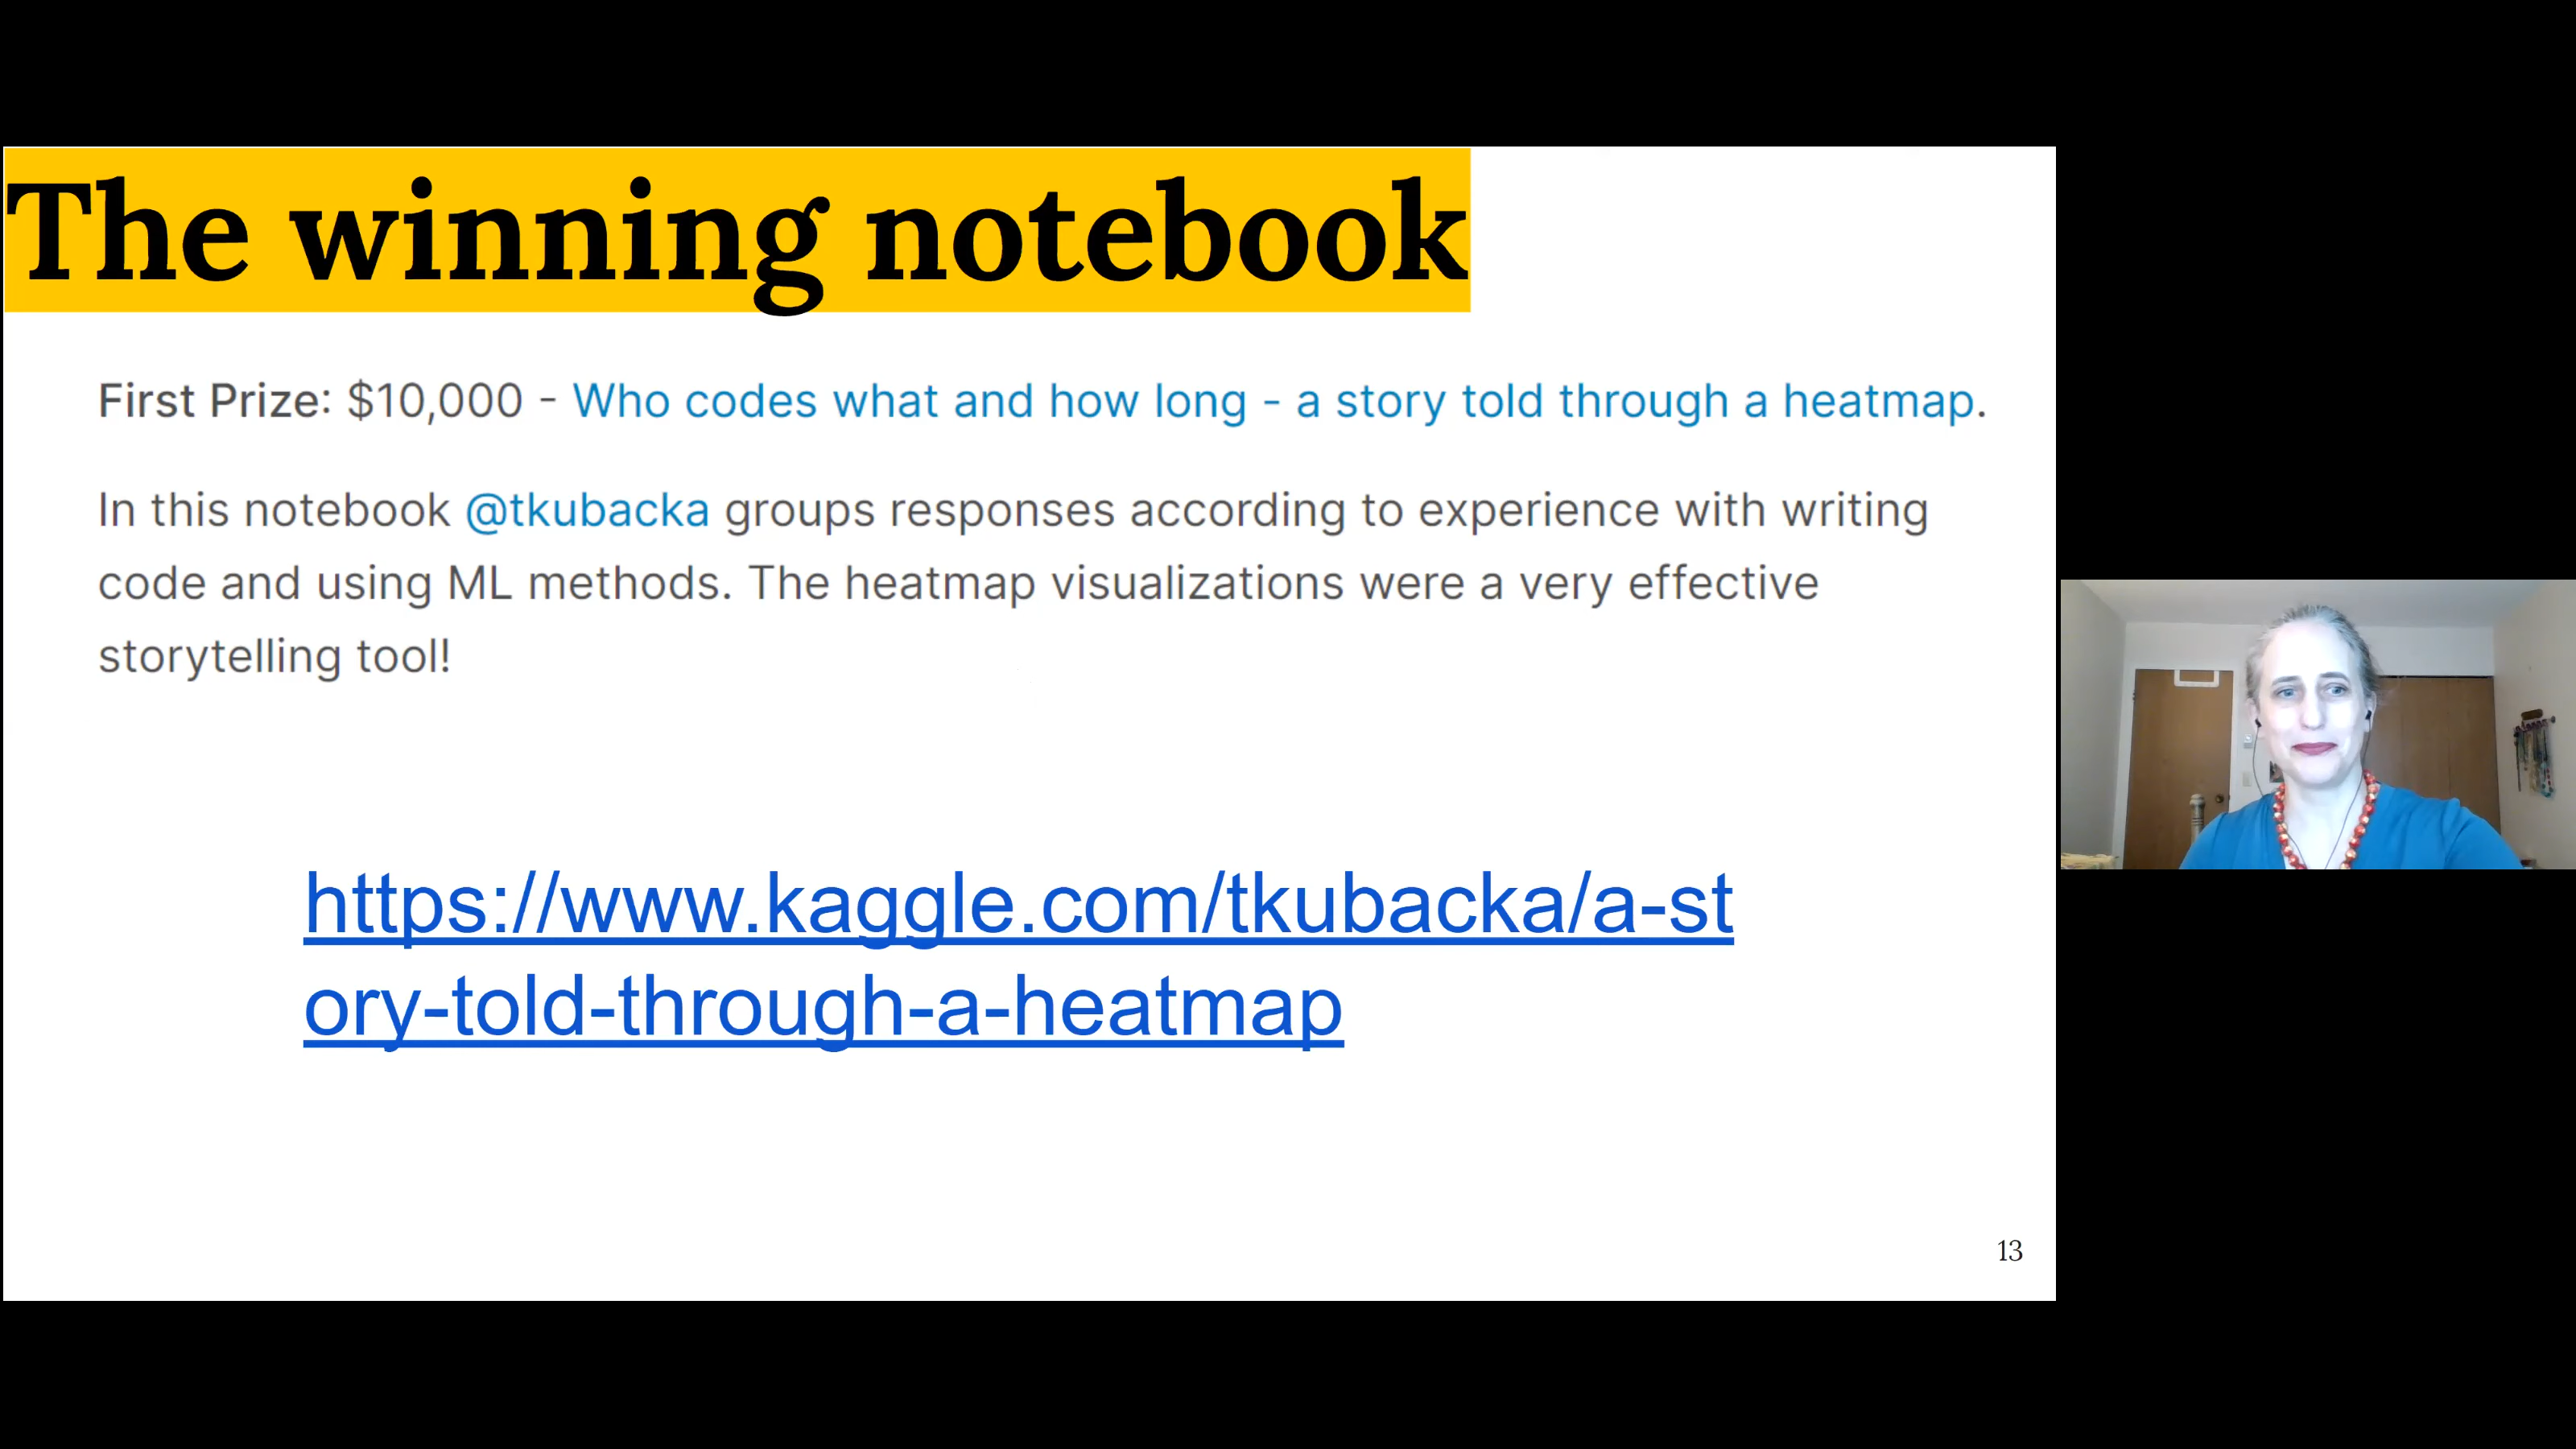 The winning notebook
First Prize: $10,000 - Who codes what and how long - a story told through a heatmap.
In this notebook @tkubacka groups responses according to experience with writing
code and using ML methods. The heatmap visualizations were a very effective
storytelling tool!
https://www.kaggle.com/tkubacka/a-st
ory-told-through-a-heatmap
13